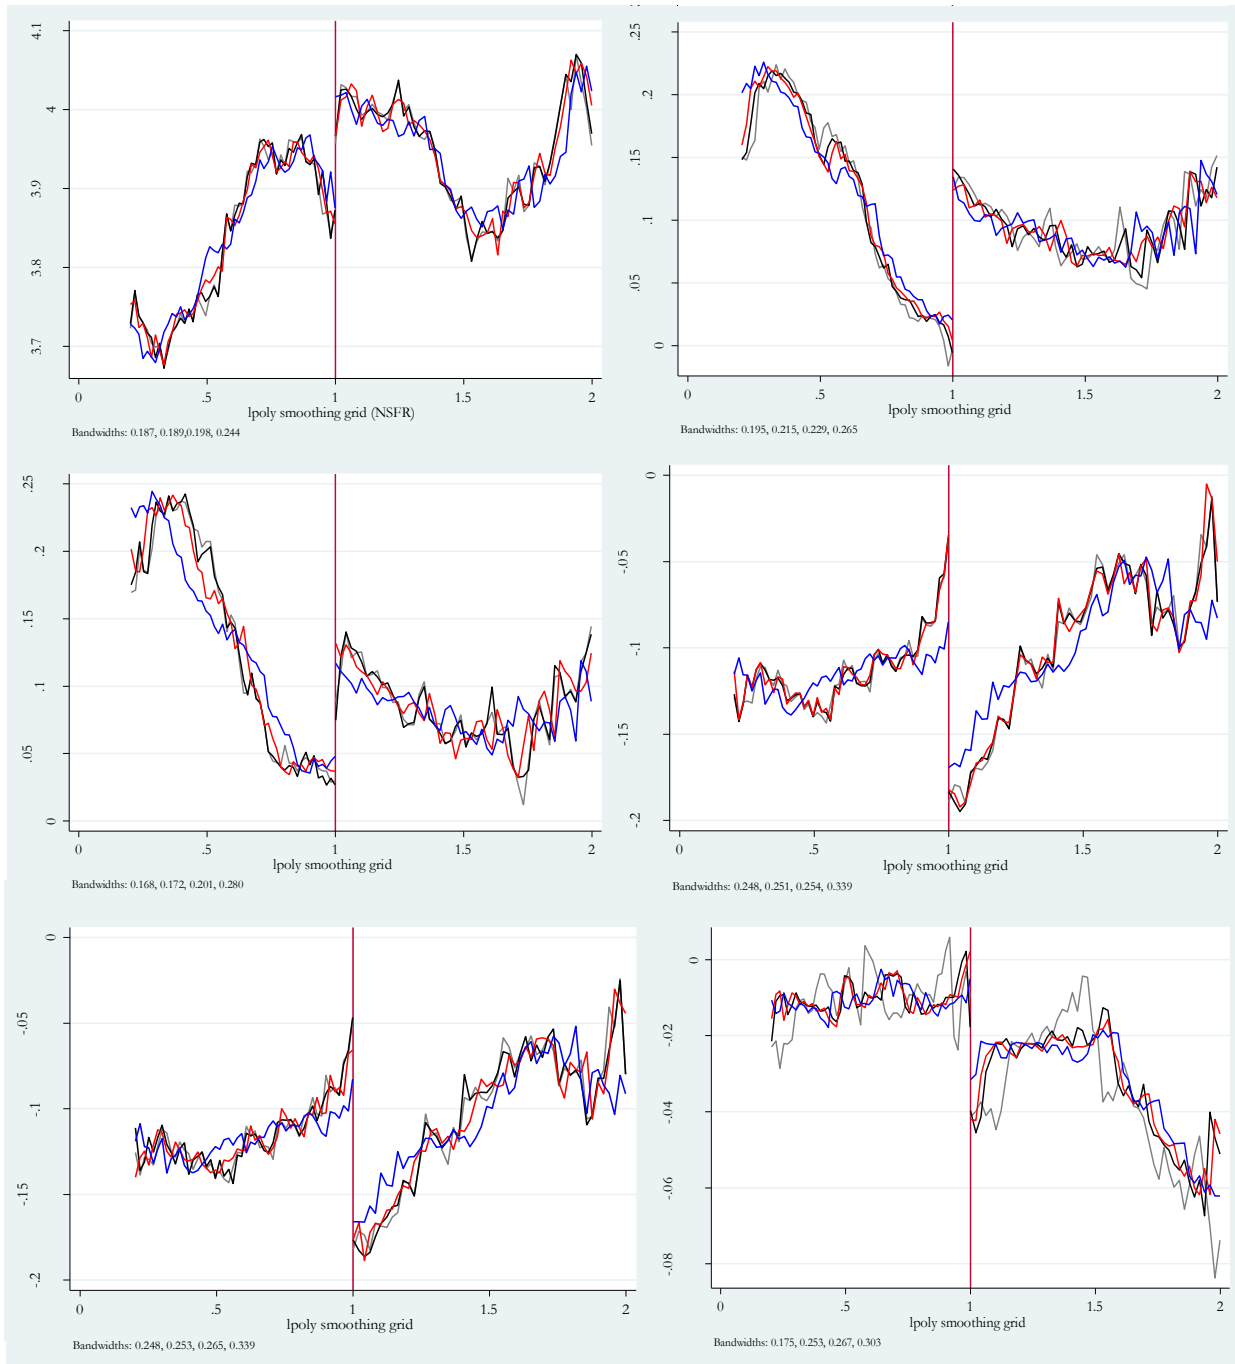 4.1
4
3.9
3.8
3.7
0 .5 1 1.5 2
lpoly smoothing grid (NSFR)
Bandwidths: 0.187, 0.189,0.198, 0.244
.25
.2
.15
.1
.05
0
0 .5 1 1.5 2
lpoly smoothing grid
Bandwidths: 0.195, 0.215, 0.229, 0.265
.25
.2
.15
.1
.05
0
0 .5 1 1.5 2
lpoly smoothing grid
Bandwidths: 0.168, 0.172, 0.201, 0.280
0
-.05
-.1
-.15
-.2
0 .5 1 1.5 2
lpoly smoothing grid
Bandwidths: 0.248, 0.251, 0.254, 0.339
0
-.05
-.1
-.15
-.2
0 .5 1 1.5 2
lpoly smoothing grid
Bandwidths: 0.248, 0.253, 0.265, 0.339
0
-.02
-.04
-.06
-.08
0 .5 1 1.5 2
lpoly smoothing grid
Bandwidths: 0.175, 0.253, 0.267, 0.303